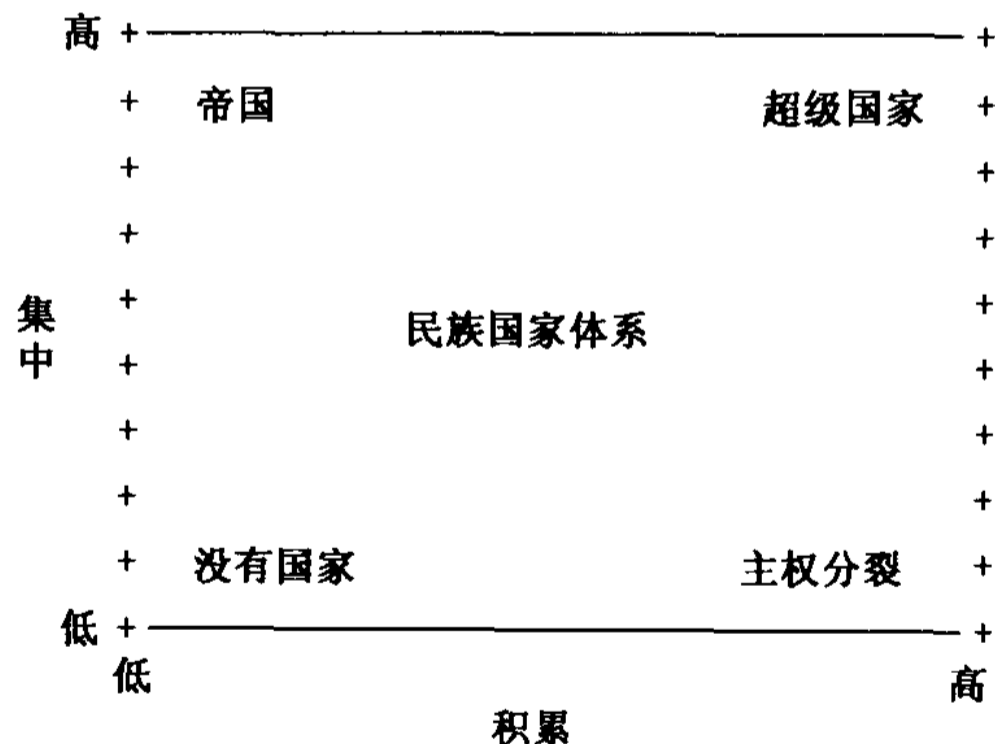 高
帝国 超级国家
集中
民族国家体系
没有国家 主权分裂
低
低 高
积累